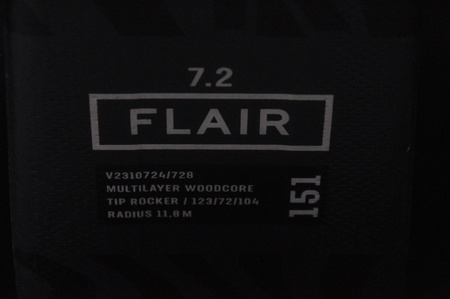 7.2
FLAIR
V2310724/728
MULTILAYER WOODCORE
TIP ROCKER / 123/72/104
RADIUS 11.8 M
151